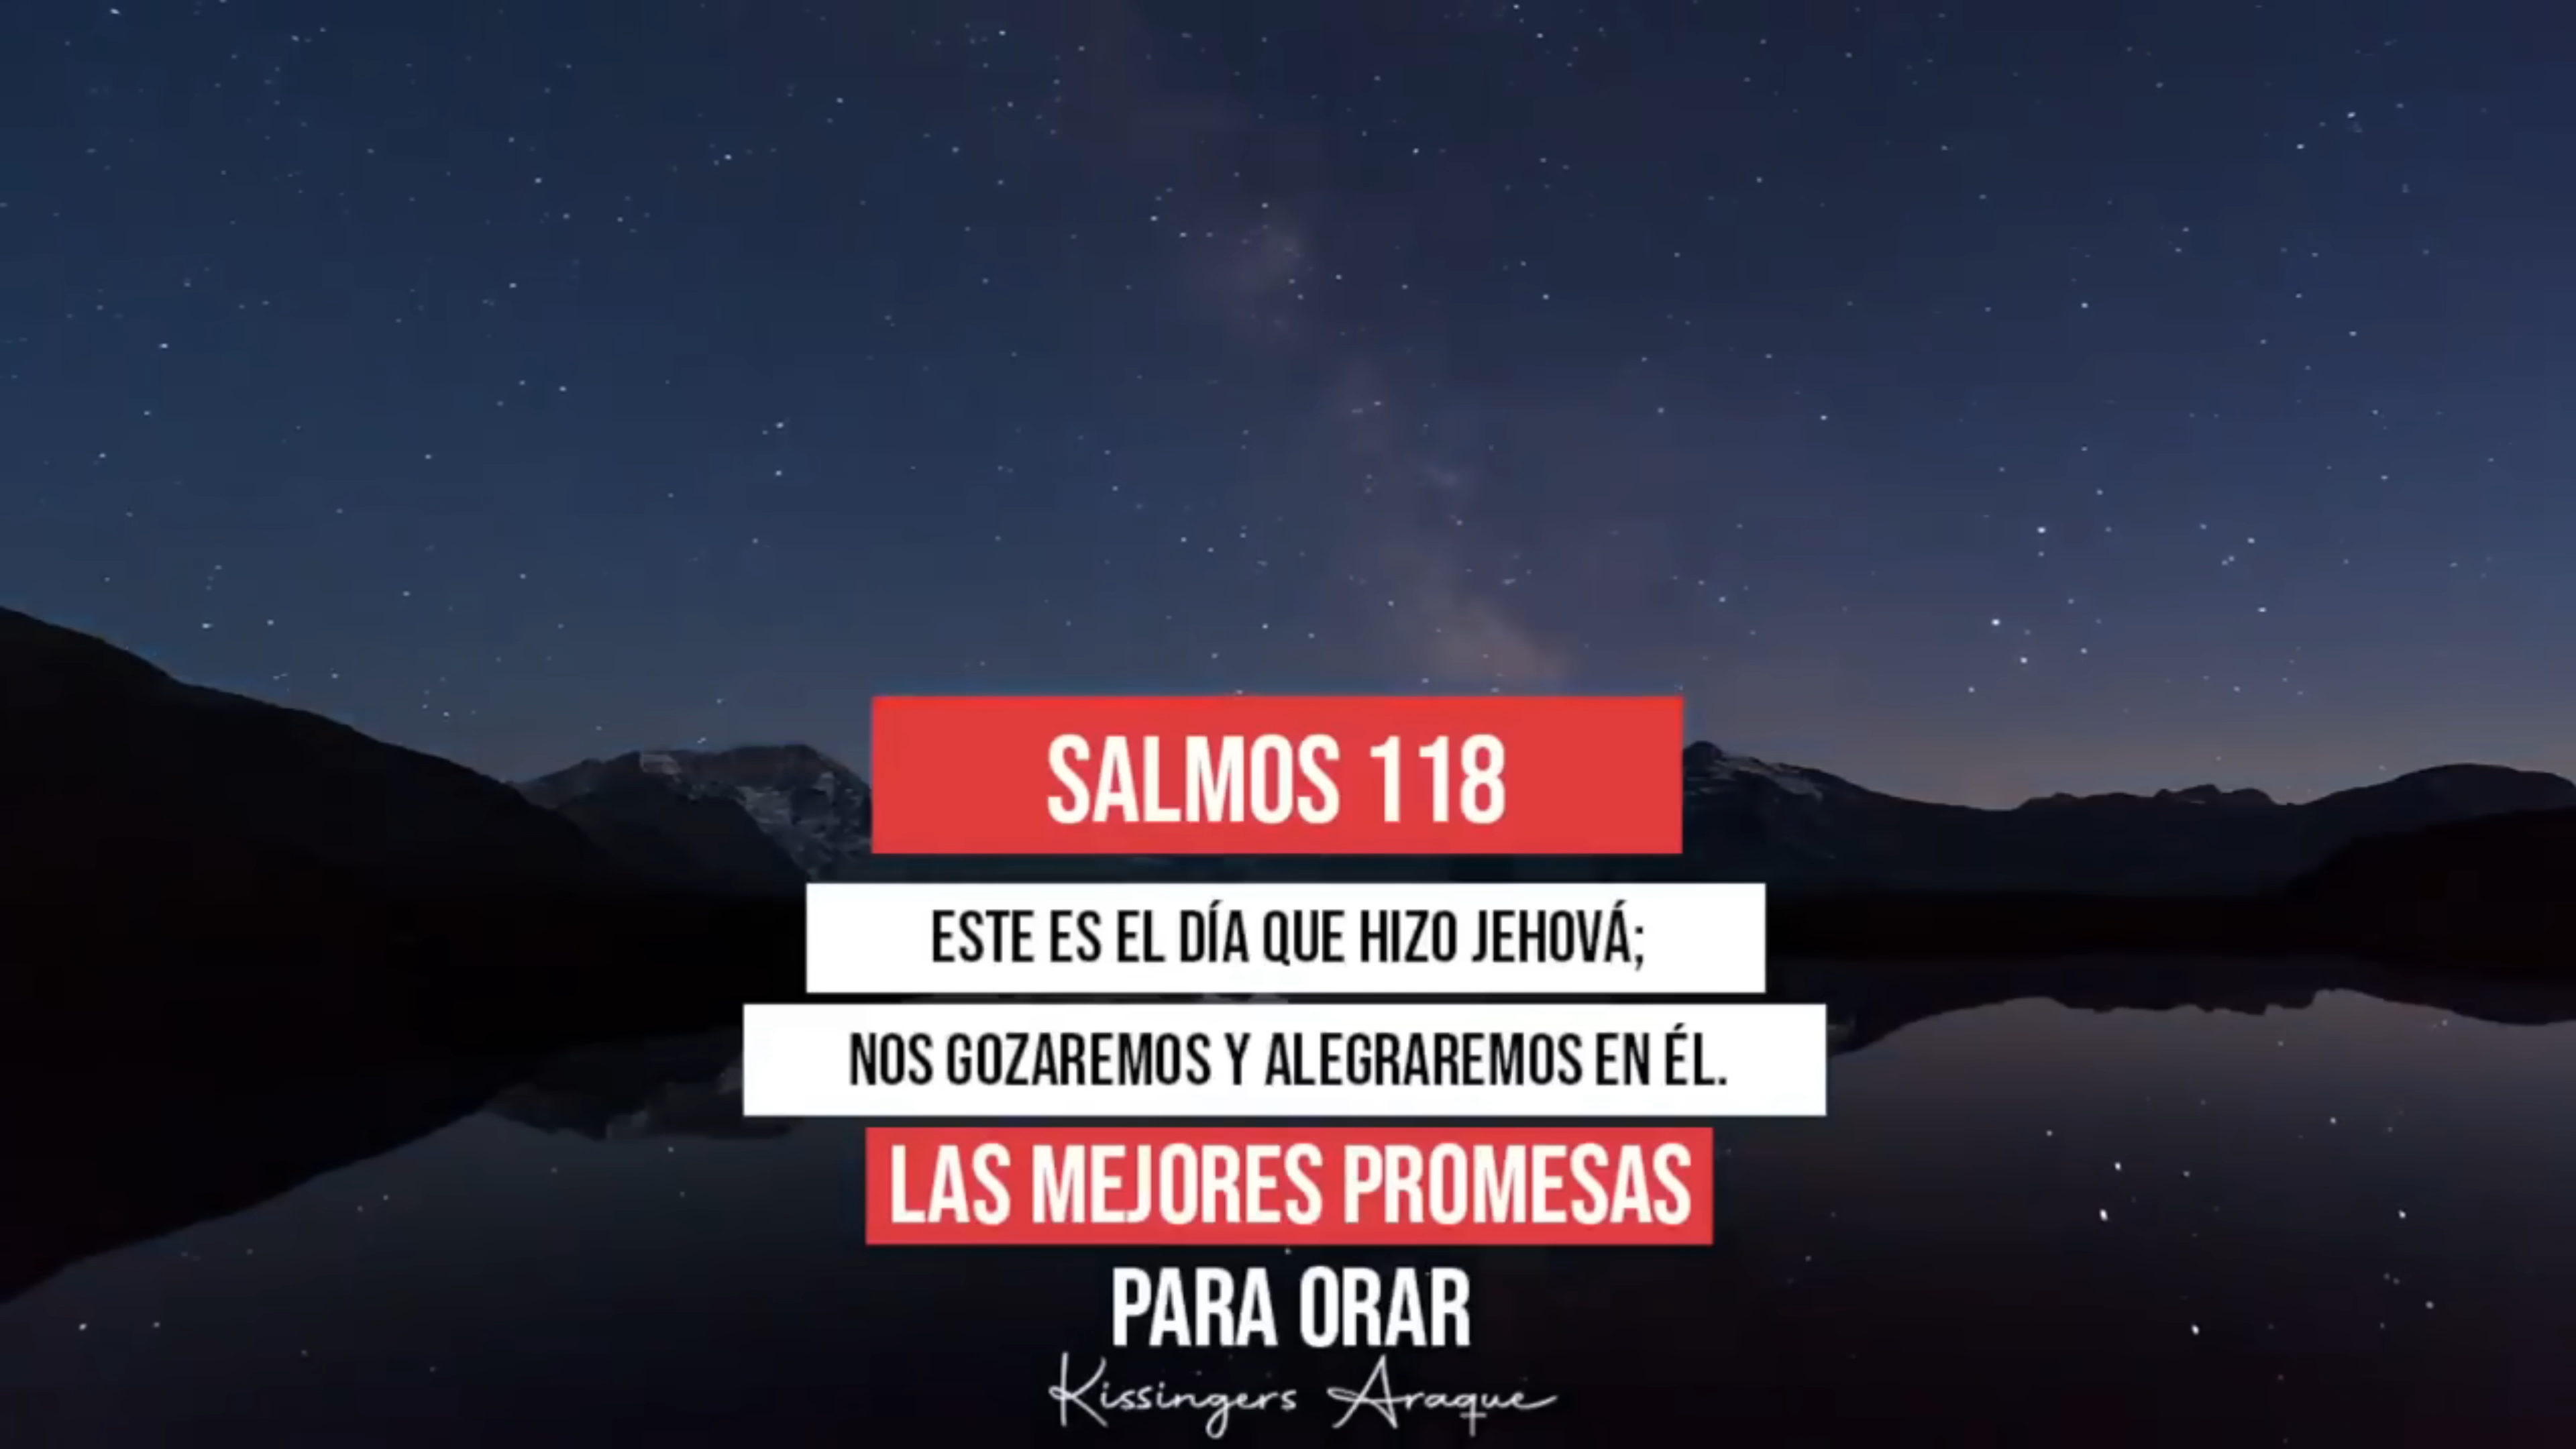 SALMOS 118
ESTE ES EL DÍA QUE HIZO JEHOVÁ;
NOS GOZAREMOS Y ALEGRAREMOS EN ÉL.
LAS MEJORES PROMESAS
PARA ORAR
Kissingers Araque